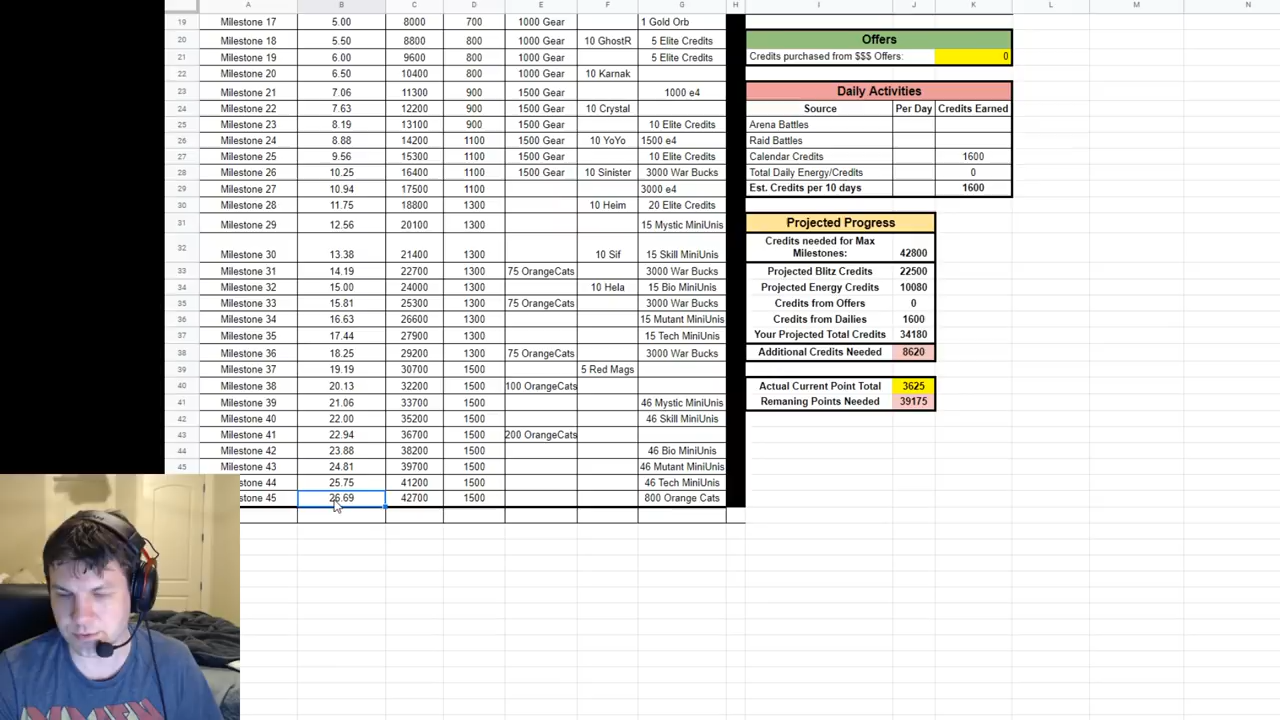 A B C D E F G H I J K L M N
19 Milestone 17 5.00 8000 700 1000 Gear 1 Gold Orb
20 Milestone 18 5.50 8800 800 1000 Gear 10 GhostR 5 Elite Credits
21 Milestone 19 6.00 9600 800 1000 Gear 5 Elite Credits
22 Milestone 20 6.50 10400 800 1000 Gear 10 Karnak
23 Milestone 21 7.06 11300 900 1500 Gear 1000 e4
24 Milestone 22 7.63 12200 900 1500 Gear 10 Crystal
25 Milestone 23 8.19 13100 900 1500 Gear 10 Elite Credits
26 Milestone 24 8.88 14200 1100 1500 Gear 10 YoYo 1500 e4
27 Milestone 25 9.56 15300 1100 1500 Gear 10 Elite Credits
28 Milestone 26 10.25 16400 1100 1500 Gear 10 Sinister 3000 War Bucks
29 Milestone 27 10.94 17500 1100 3000 e4
30 Milestone 28 11.75 18800 1300 10 Heim 20 Elite Credits
31 Milestone 29 12.56 20100 1300 15 Mystic MiniUnis
32 Milestone 30 13.38 21400 1300 10 Sif 15 Skill MiniUnis
33 Milestone 31 14.19 22700 1300 75 OrangeCats 3000 War Bucks
34 Milestone 32 15.00 24000 1300 10 Hela 15 Bio MiniUnis
35 Milestone 33 15.81 25300 1300 75 OrangeCats 3000 War Bucks
36 Milestone 34 16.63 26600 1300 15 Mutant MiniUnis
37 Milestone 35 17.44 27900 1300 15 Tech MiniUnis
38 Milestone 36 18.25 29200 1300 75 OrangeCats 3000 War Bucks
39 Milestone 37 19.19 30700 1500 5 Red Mags
40 Milestone 38 20.13 32200 1500 100 OrangeCats
41 Milestone 39 21.06 33700 1500 46 Mystic MiniUnis
42 Milestone 40 22.00 35200 1500 46 Skill MiniUnis
43 Milestone 41 22.94 36700 1500 200 OrangeCats
44 Milestone 42 23.88 38200 1500 46 Bio MiniUnis
45 Milestone 43 24.81 39700 1500 46 Mutant MiniUnis
stone 44 25.75 41200 1500 46 Tech MiniUnis
stone 45 26.69 42700 1500 800 Orange Cats
Offers
Credits purchased from $$$ Offers: 0
Daily Activities
Source Per Day Credits Earned
Arena Battles
Raid Battles
Calendar Credits 1600
Total Daily Energy/Credits 0
Est. Credits per 10 days 1600
Projected Progress
Credits needed for Max
Milestones: 42800
Projected Blitz Credits 22500
Projected Energy Credits 10080
Credits from Offers 0
Credits from Dailies 1600
Your Projected Total Credits 34180
Additional Credits Needed 8620
Actual Current Point Total 3625
Remaning Points Needed 39175